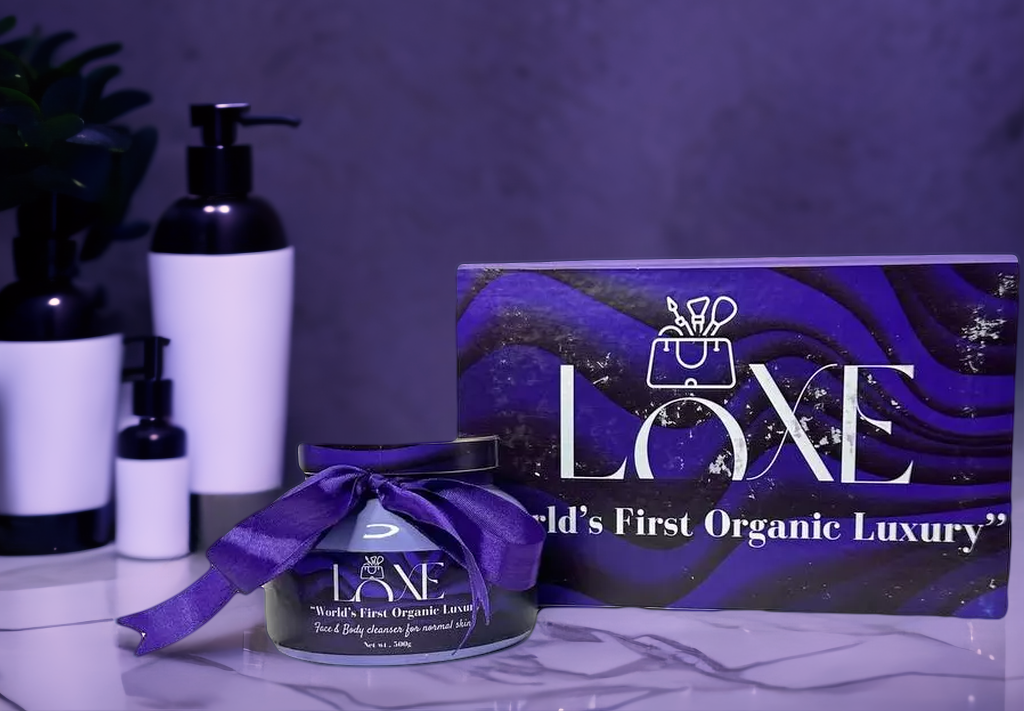 LOXE
rld's First Organic Luxury”
LOXE
“World's First Organic Luxu
Face & Body cleanser for normal skin
Net wt . 500g